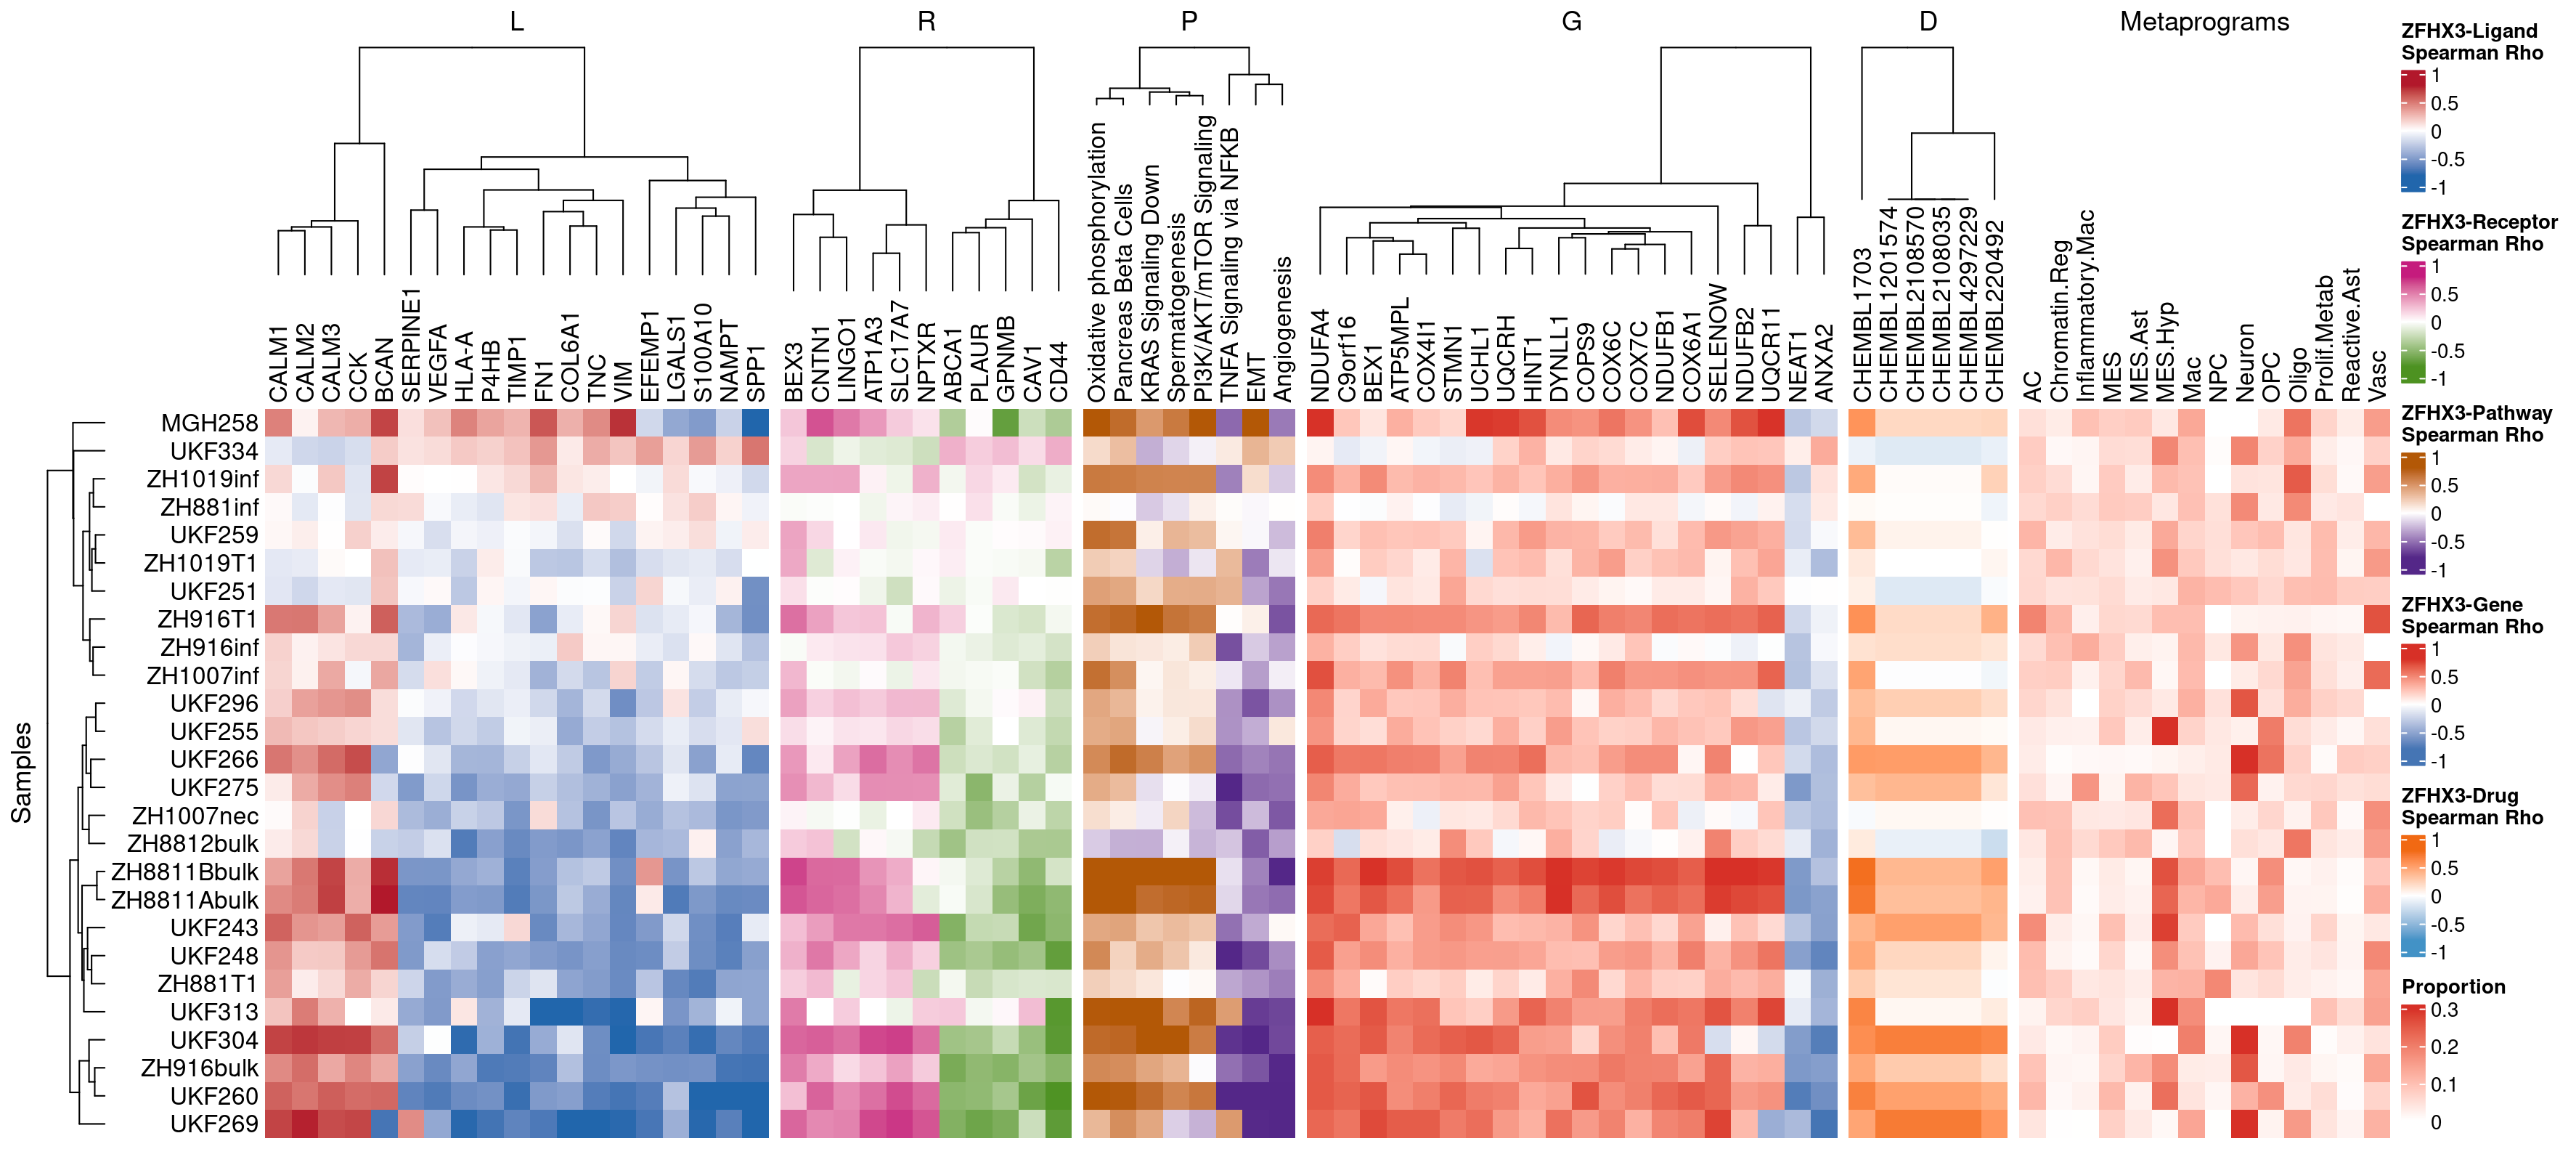 L
R
P
G
D
Metaprograms
CALM1
CALM2
CALM3
CCK
BCAN
SERPINE1
VEGFA
HLA-A
P4HB
TIMP1
FN1
COL6A1
TNC
VIM
EFEMP1
LGALS1
S100A10
NAMPT
SPP1
BEX3
CNTN1
LINGO1
ATP1A3
SLC17A7
NPTXR
ABCA1
PLAUR
GPNMB
CAV1
CD44
Oxidative phosphorylation
Pancreas Beta Cells
KRAS Signaling Down
Spermatogenesis
PI3K/AKT/mTOR Signaling
TNFA Signaling via NFKB
EMT
Angiogenesis
NDUFA4
C9orf16
BEX1
ATP5MPL
COX4I1
STMN1
UCHL1
UQCRH
HINT1
DYNLL1
COPS9
COX6C
COX7C
NDUFB1
COX6A1
SELENOW
NDUFB2
UQCR11
NEAT1
ANXA2
CHEMBL1703
CHEMBL1201574
CHEMBL2108570
CHEMBL2108035
CHEMBL4297229
CHEMBL220492
AC
Chromatin.Reg
Inflammatory.Mac
MES
MES.Ast
MES.Hyp
Mac
NPC
Neuron
OPC
Oligo
Prolif.Metab
Reactive.Ast
Vasc
Samples
MGH258
UKF334
ZH1019inf
ZH881inf
UKF259
ZH1019T1
UKF251
ZH916T1
ZH916inf
ZH1007inf
UKF296
UKF255
UKF266
UKF275
ZH1007nec
ZH8812bulk
ZH8811Bbulk
ZH8811Abulk
UKF243
UKF248
ZH881T1
UKF313
UKF304
ZH916bulk
UKF260
UKF269
ZFHX3-Ligand
Spearman Rho
1
0.5
0
-0.5
-1
ZFHX3-Receptor
Spearman Rho
1
0.5
0
-0.5
-1
ZFHX3-Pathway
Spearman Rho
1
0.5
0
-0.5
-1
ZFHX3-Gene
Spearman Rho
1
0.5
0
-0.5
-1
ZFHX3-Drug
Spearman Rho
1
0.5
0
-0.5
-1
Proportion
0.3
0.2
0.1
0